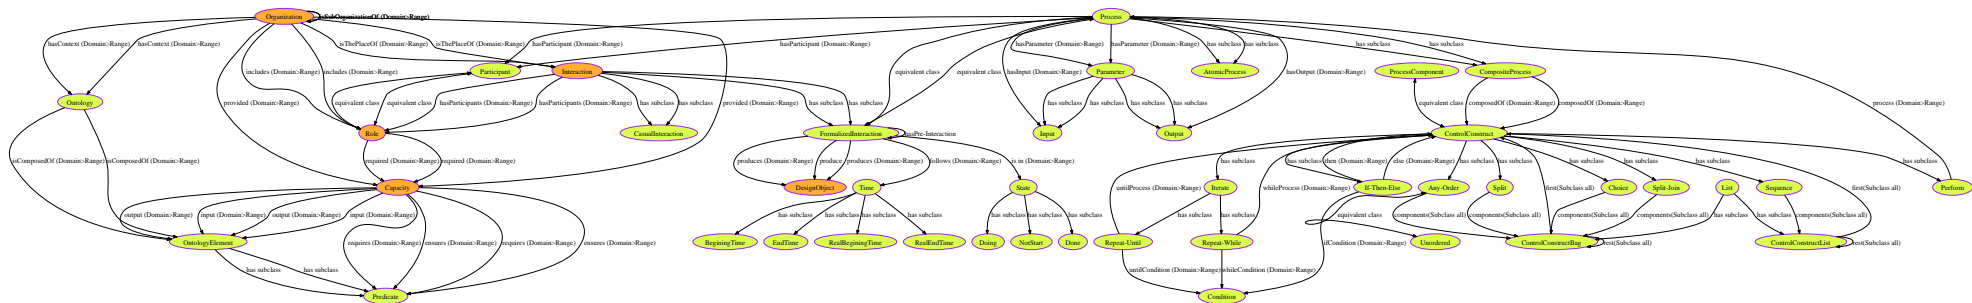 Organization
isSubOrganizationOf (Domain>Range)
Process
hasContext (Domain>Range)
hasContext (Domain>Range)
isThePlaceOf (Domain>Range)
isThePlaceOf (Domain>Range)
hasParticipant (Domain>Range)
hasParticipant (Domain>Range)
hasParameter (Domain>Range)
hasParameter (Domain>Range)
has subclass
has subclass
has subclass
has subclass
includes (Domain>Range)
includes (Domain>Range)
Participant
Interaction
equivalent class
equivalent class
hasInput (Domain>Range)
Parameter
AtomicProcess
hasOutput (Domain>Range)
ProcessComponent
CompositeProcess
Ontology
provided (Domain>Range)
equivalent class
equivalent class
hasParticipants (Domain>Range)
hasParticipants (Domain>Range)
has subclass
has subclass
provided (Domain>Range)
has subclass
has subclass
has subclass
has subclass
has subclass
has subclass
equivalent class
composedOf (Domain>Range)
composedOf (Domain>Range)
process (Domain>Range)
Role
CasualInteraction
FormalizedInteraction
hasPre-Interaction
Input
Output
ControlConstruct
isComposedOf (Domain>Range)
isComposedOf (Domain>Range)
required (Domain>Range)
required (Domain>Range)
produces (Domain>Range)
produce
produces (Domain>Range)
follows (Domain>Range)
is in (Domain>Range)
untilProcess (Domain>Range)
has subclass
whileProcess (Domain>Range)
has subclass
then (Domain>Range)
else (Domain>Range)
has subclass
has subclass
first(Subclass all)
has subclass
has subclass
has subclass
first(Subclass all)
has subclass
Capacity
DesignObject
Time
State
Iterate
If-Then-Else
Any-Order
Split
Choice
Split-Join
List
Sequence
Perform
output (Domain>Range)
input (Domain>Range)
output (Domain>Range)
input (Domain>Range)
has subclass
has subclass
has subclass
has subclass
has subclass
has subclass
has subclass
has subclass
has subclass
equivalent class
components(Subclass all)
components(Subclass all)
components(Subclass all)
components(Subclass all)
has subclass
has subclass
components(Subclass all)
OntologyElement
requires (Domain>Range)
ensures (Domain>Range)
requires (Domain>Range)
ensures (Domain>Range)
BeginingTime
EndTime
RealBeginingTime
RealEndTime
Doing
NotStart
Done
Repeat-Until
Repeat-While
ifCondition (Domain>Range)
Unordered
ControlConstructBag
rest(Subclass all)
ControlConstructList
rest(Subclass all)
has subclass
has subclass
untilCondition (Domain>Range)
whileCondition (Domain>Range)
Predicate
Condition